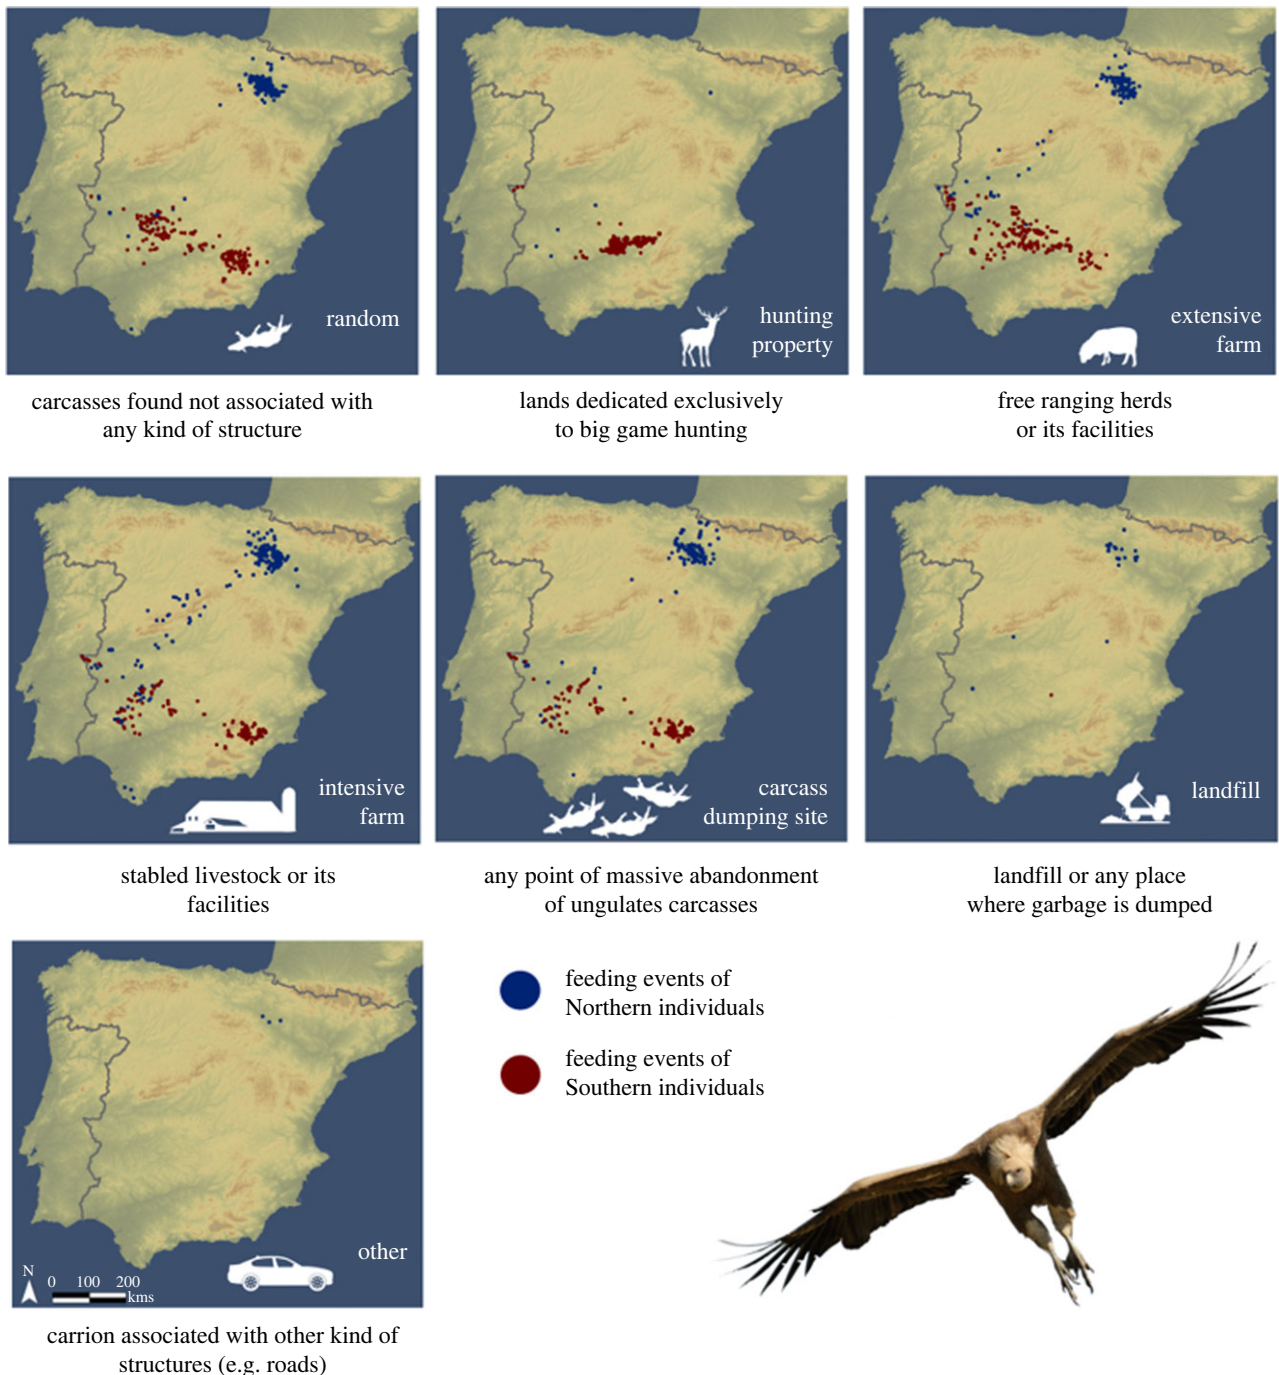 random
hunting
property
extensive
farm
carcasses found not associated with
any kind of structure
lands dedicated exclusively
to big game hunting
free ranging herds
or its facilities
intensive
farm
carcass
dumping site
landfill
stabled livestock or its
facilities
any point of massive abandonment
of ungulates carcasses
landfill or any place
where garbage is dumped
feeding events of
Northern individuals
feeding events of
Southern individuals
other
N
0 100 200
kms
carrion associated with other kind of
structures (e.g. roads)